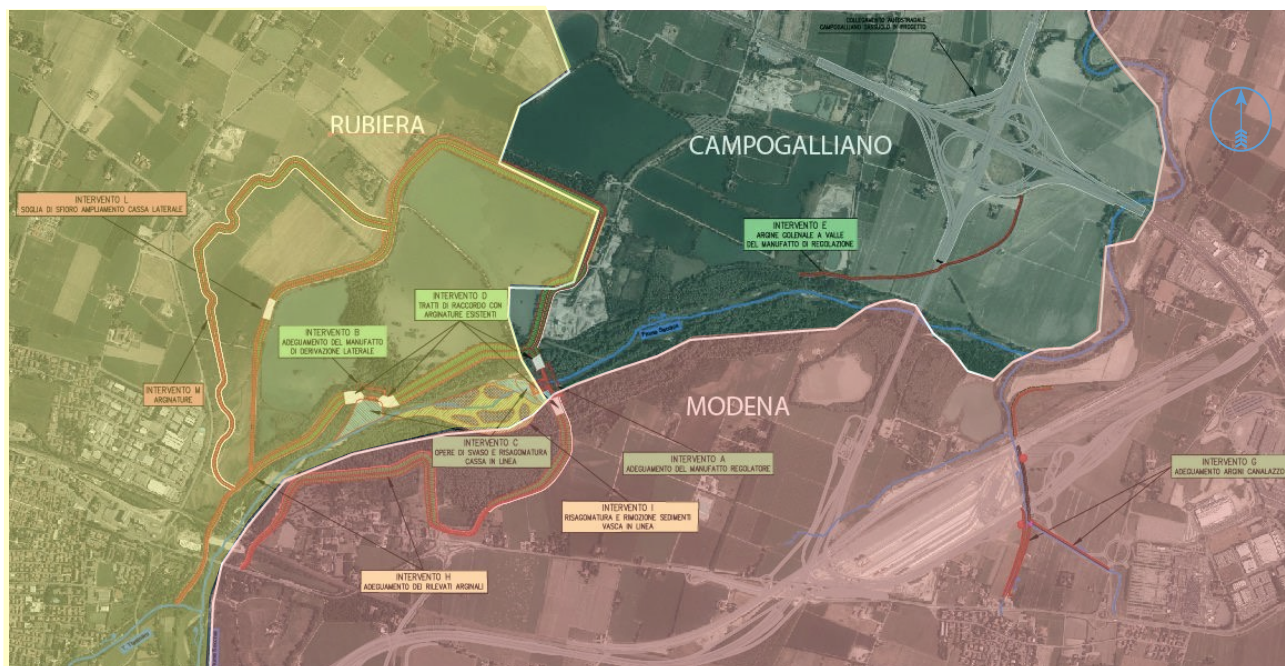 COLLEGAMENTO AUTOSTRADALE
CAMPOGALLIANO SASSUOLO DI PROGETTO
RUBIERA
CAMPOGALLIANO
INTERVENTO L
SOGLIA DI SFIORO AMPLIAMENTO CASSA LATERALE
INTERVENTO E
ARGINE GOLENALE A VALLE
DEL MANUFATTO DI REGOLAZIONE
INTERVENTO D
TRATTI DI RACCORDO CON
ARGINATURE ESISTENTI
INTERVENTO B
ADEGUAMENTO DEL MANUFATTO
DI DERIVAZIONE LATERALE
Fiume Secchia
INTERVENTO M
ARGINATURE
MODENA
INTERVENTO C
OPERE DI SVASO E RISAGOMATURA
CASSA IN LINEA
INTERVENTO A
ADEGUAMENTO DEL MANUFATTO REGOLATORE
INTERVENTO G
ADEGUAMENTO ARGINI CANALAZZO
INTERVENTO I
RISAGOMATURA E RIMOZIONE SEDIMENTI
VASCA IN LINEA
INTERVENTO H
ADEGUAMENTO DEI RILEVATI ARGINALI